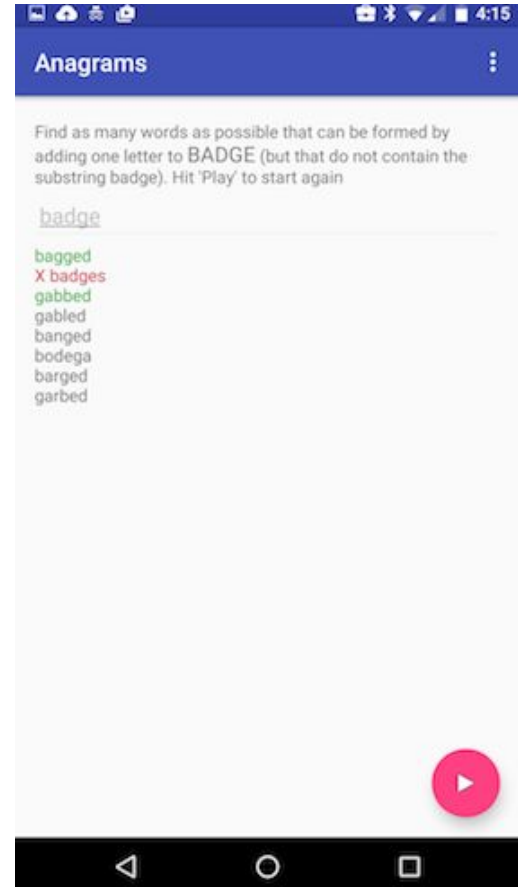 4:15
Anagrams
Find as many words as possible that can be formed by
adding one letter to BADGE (but that do not contain the
substring badge). Hit 'Play' to start again
badge
bagged
X badges
gabbed
gabled
banged
bodega
barged
garbed